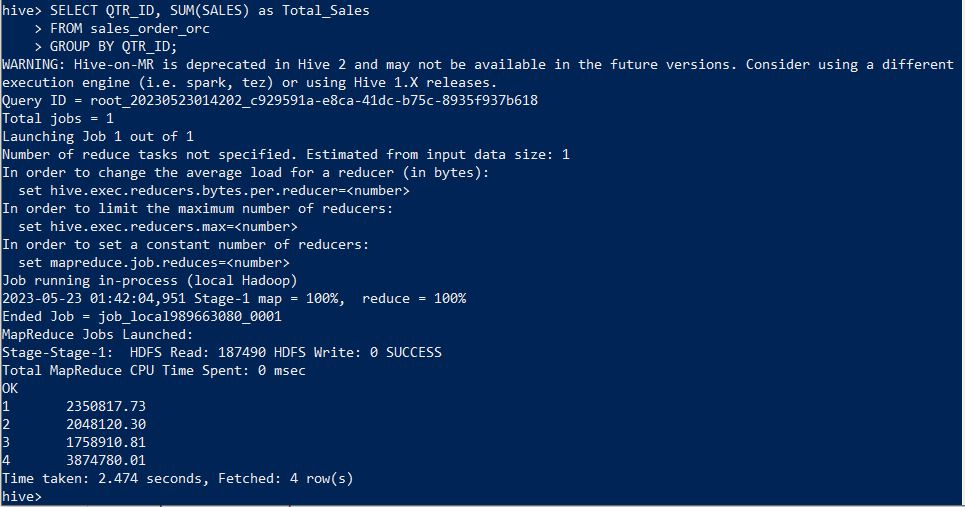 hive> SELECT QTR_ID, SUM(SALES) as Total_Sales
    > FROM sales_order_orc
    > GROUP BY QTR_ID;
WARNING: Hive-on-MR is deprecated in Hive 2 and may not be available in the future versions. Consider using a different
execution engine (i.e. spark, tez) or using Hive 1.X releases.
Query ID = root_20230523014202_c929591a-e8ca-41dc-b75c-8935f937b618
Total jobs = 1
Launching Job 1 out of 1
Number of reduce tasks not specified. Estimated from input data size: 1
In order to change the average load for a reducer (in bytes):
  set hive.exec.reducers.bytes.per.reducer=<number>
In order to limit the maximum number of reducers:
  set hive.exec.reducers.max=<number>
In order to set a constant number of reducers:
  set mapreduce.job.reduces=<number>
Job running in-process (local Hadoop)
2023-05-23 01:42:04,951 Stage-1 map = 100%,  reduce = 100%
Ended Job = job_local989663080_0001
MapReduce Jobs Launched:
Stage-Stage-1:  HDFS Read: 187490 HDFS Write: 0 SUCCESS
Total MapReduce CPU Time Spent: 0 msec
OK
1       2350817.73
2       2048120.30
3       1758910.81
4       3874780.01
Time taken: 2.474 seconds, Fetched: 4 row(s)
hive>